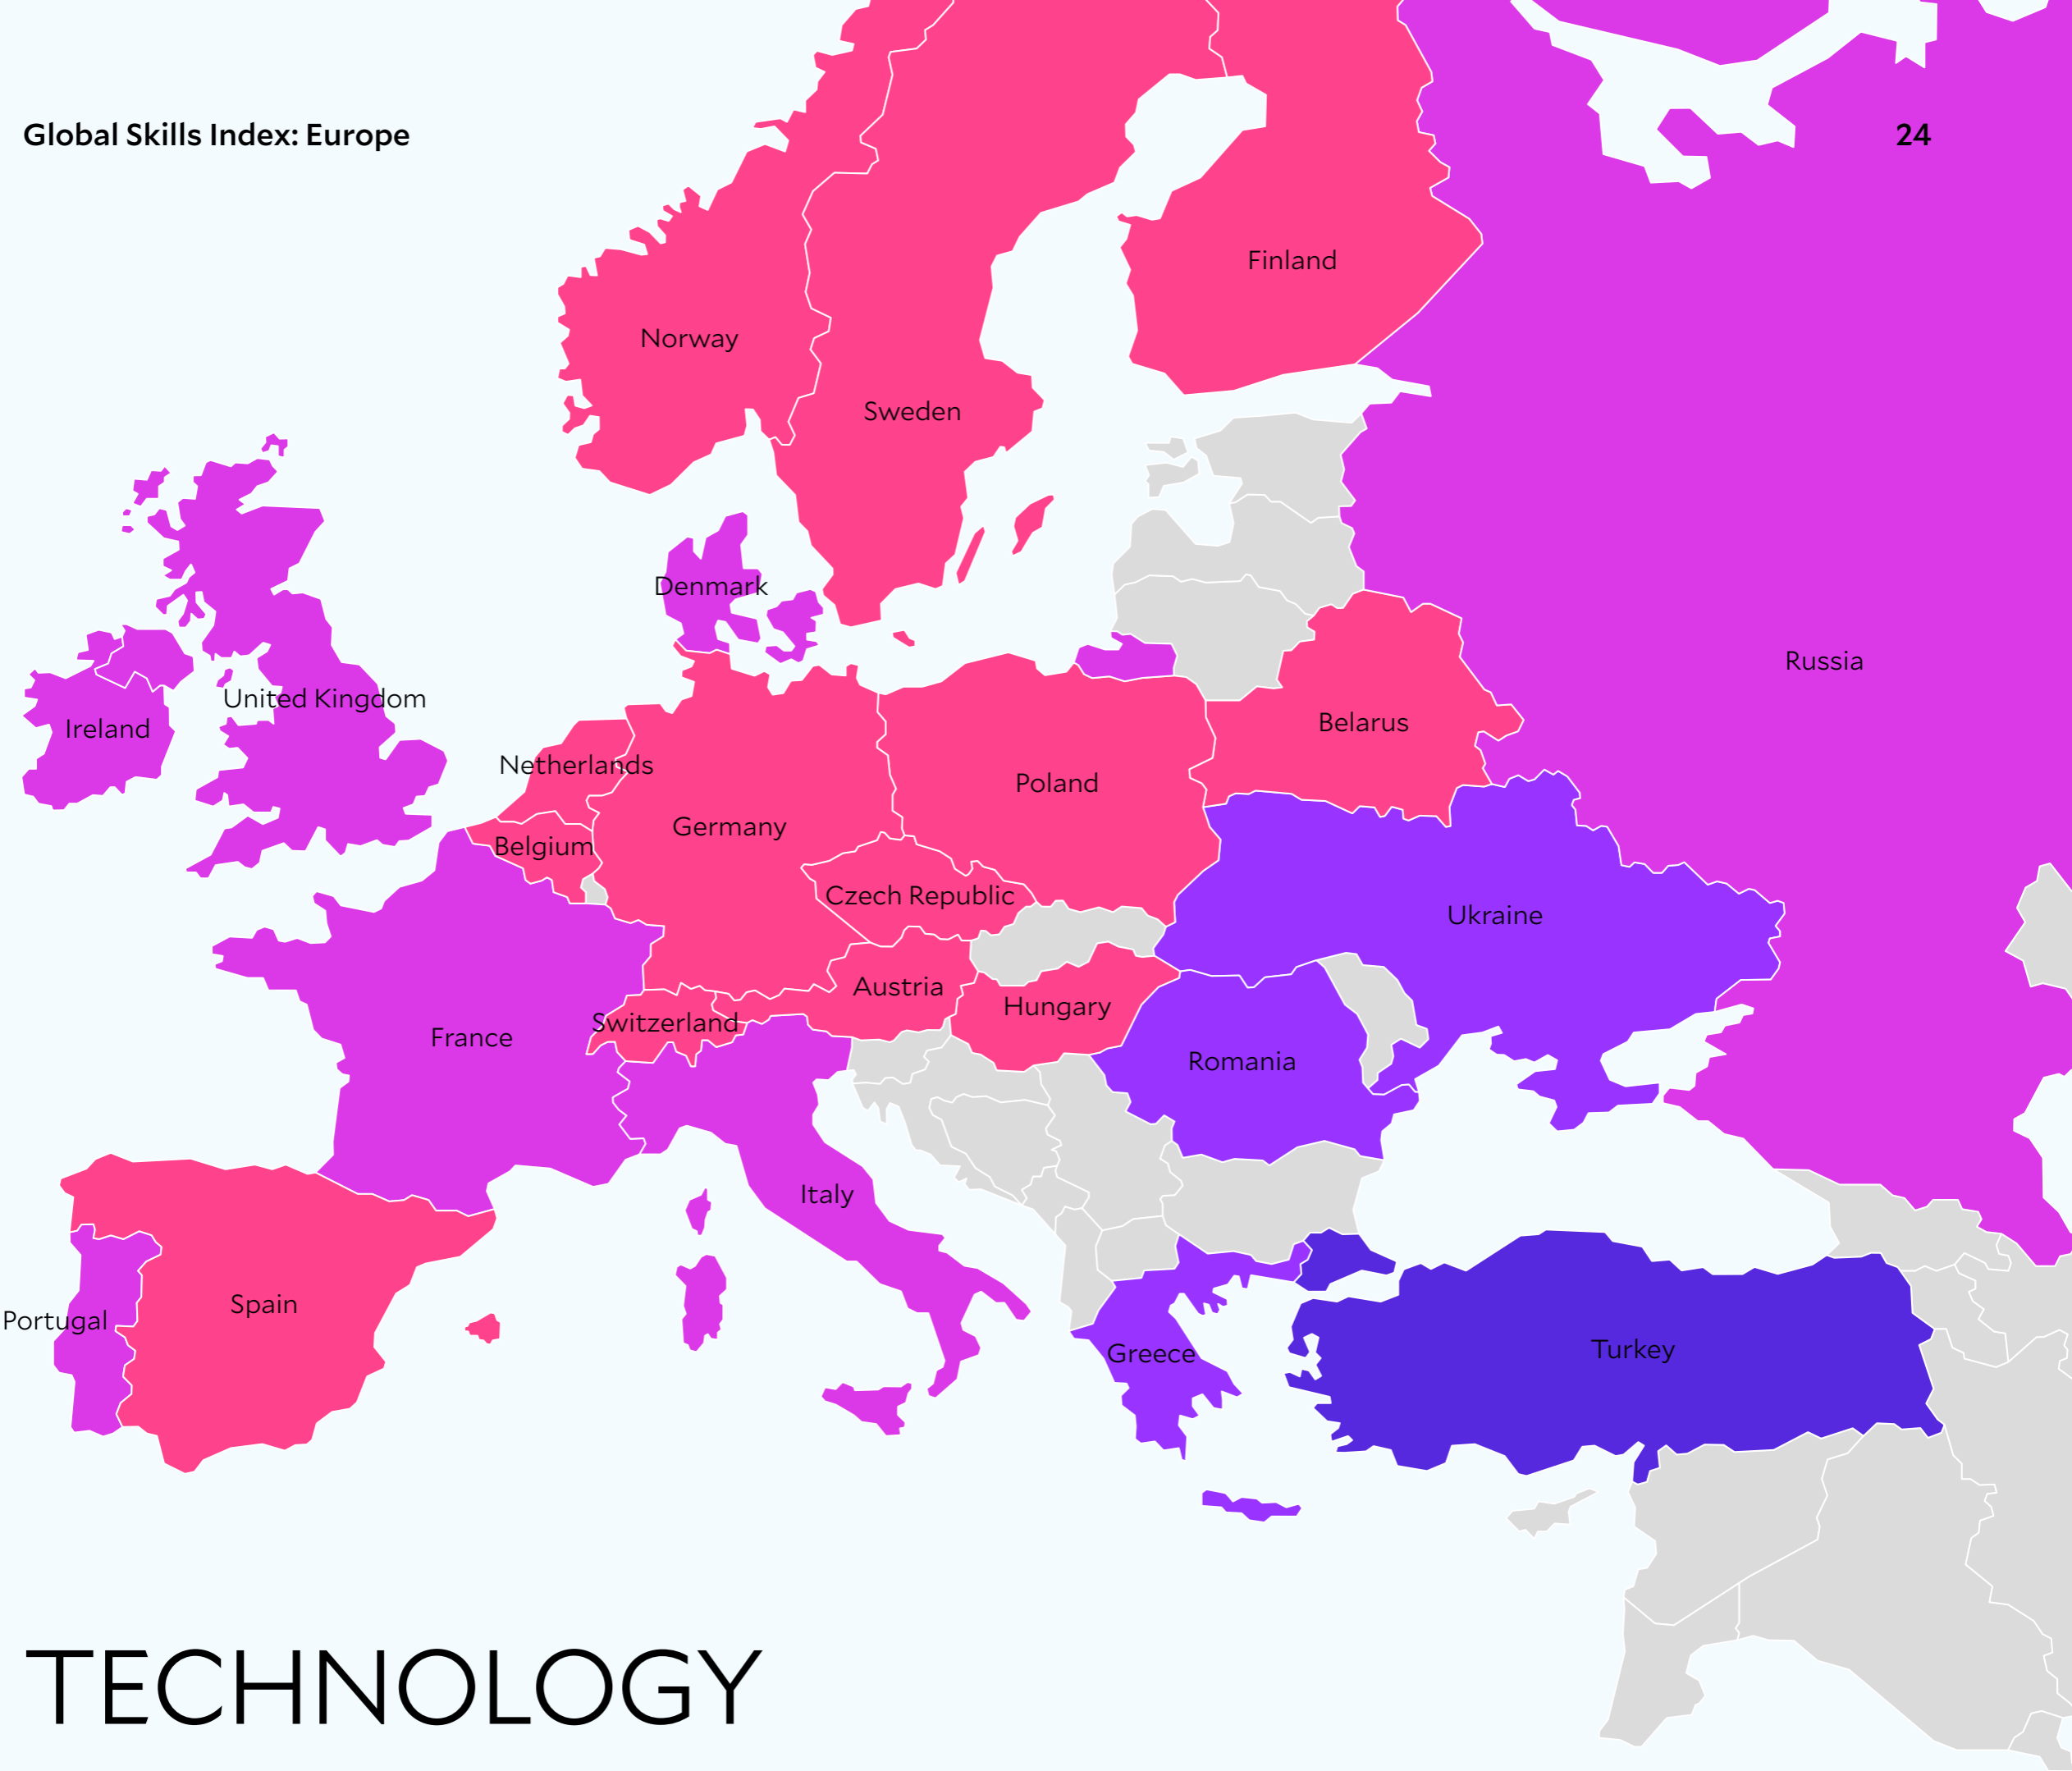 Global Skills Index: Europe
24
Finland
Norway
Sweden
Denmark
Russia
United Kingdom
Ireland
Belarus
Netherlands
Poland
Germany
Belgium
Czech Republic
Ukraine
Austria
Hungary
Switzerland
France
Romania
Italy
Spain
Portugal
Greece
Turkey
TECHNOLOGY